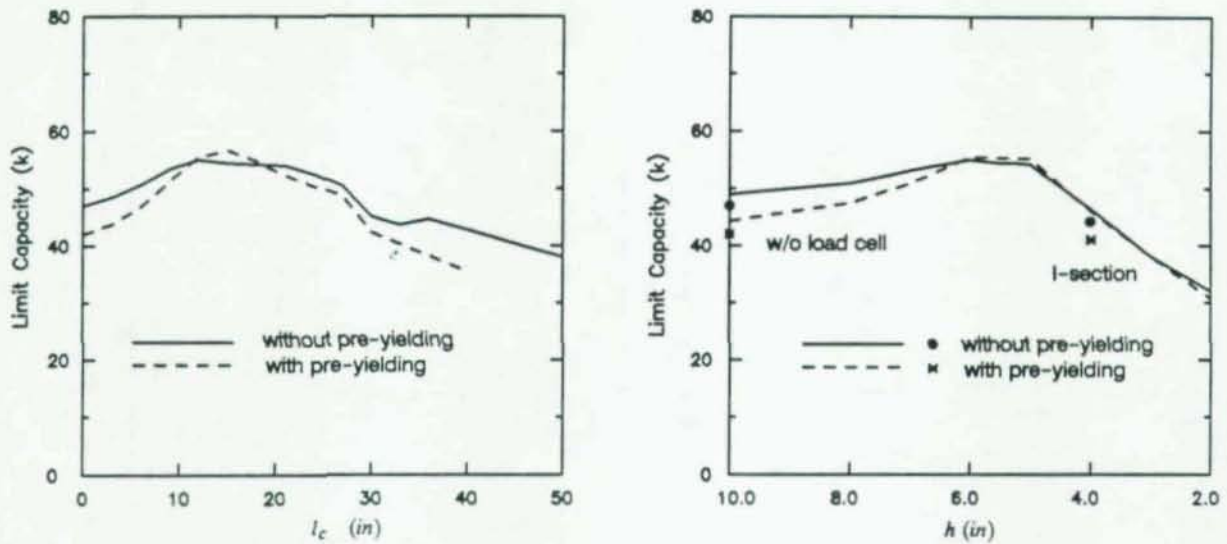 80
60
40
20
0
Limit Capacity (k)
without pre-yielding
with pre-yielding
0 10 20 30 40 50
l_c (in)
80
60
40
20
0
Limit Capacity (k)
w/o load cell
I-section
without pre-yielding
with pre-yielding
10.0 8.0 6.0 4.0 2.0
h (in)